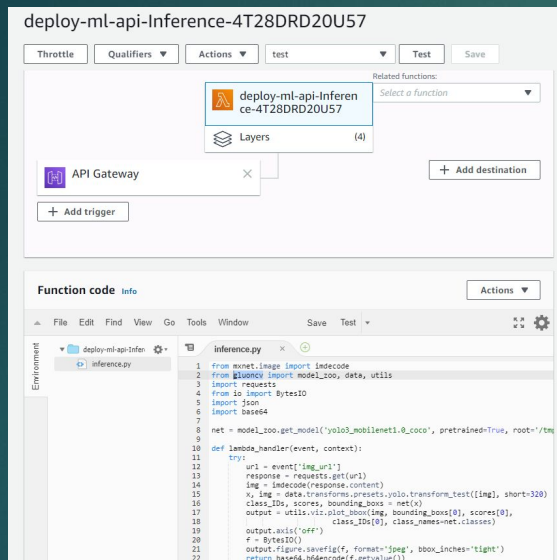 deploy-ml-api-Inference-4T28DRD20U57
Throttle Qualifiers ▼ Actions ▼ test ▼ Test Save
Related functions:
Select a function ▼
deploy-ml-api-Inferen
ce-4T28DRD20U57
Layers (4)
API Gateway ×
+ Add destination
+ Add trigger
Function code Info Actions ▼
File Edit Find View Go Tools Window Save Test ▼
Environment
deploy-ml-api-Infer
inference.py
inference.py ×
1 from mxnet.image import imdecode
2 from gluoncv import model_zoo, data, utils
3 import requests
4 from io import BytesIO
5 import json
6 import base64
7
8 net = model_zoo.get_model('yolo3_mobilenet1.0_coco', pretrained=True, root='/tmp
9
10 def lambda_handler(event, context):
11 try:
12 url = event['img_url']
13 response = requests.get(url)
14 img = imdecode(response.content)
15 x, img = data.transforms.presets.yolo.transform_test([img], short=320)
16 class_IDs, scores, bounding_boxs = net(x)
17 output = utils.viz.plot_bbox(img, bounding_boxs[0], scores[0],
18 class_IDs[0], class_names=net.classes)
19 output.axis('off')
20 f = BytesIO()
21 output.figure.savefig(f, format='jpeg', bbox_inches='tight')
22 return base64.b64encode(f.getvalue())